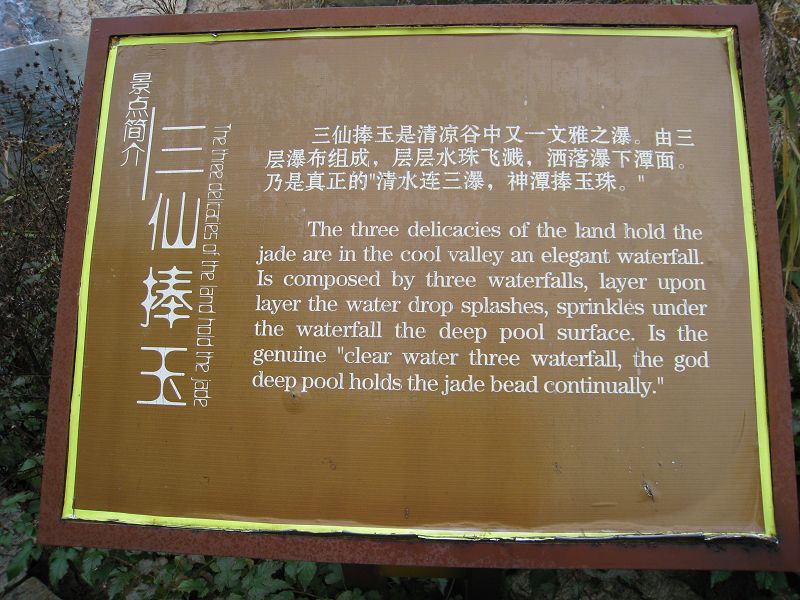 景点简介
三仙捧玉
The three delicacies of the land hold the jade
三仙捧玉是清凉谷中又一文雅之瀑。由三
层瀑布组成，层层水珠飞溅，洒落瀑下潭面。
乃是真正的"清水连三瀑，神潭捧玉珠。"
The three delicacies of the land hold the
jade are in the cool valley an elegant waterfall.
Is composed by three waterfalls, layer upon
layer the water drop splashes, sprinkles under
the waterfall the deep pool surface. Is the
genuine "clear water three waterfall, the god
deep pool holds the jade bead continually."